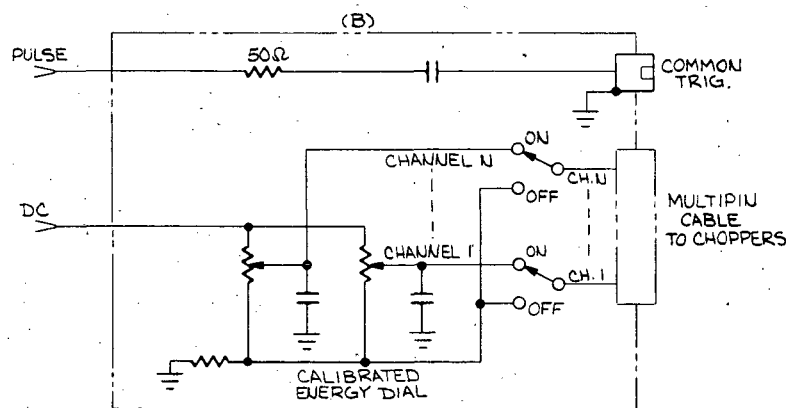 (B)
PULSE
50Ω
COMMON
TRIG.
CHANNEL N
ON
CH.N
OFF
MULTIPIN
CABLE
TO CHOPPERS
DC
CHANNEL 1
ON
CH. 1
OFF
CALIBRATED
ENERGY DIAL